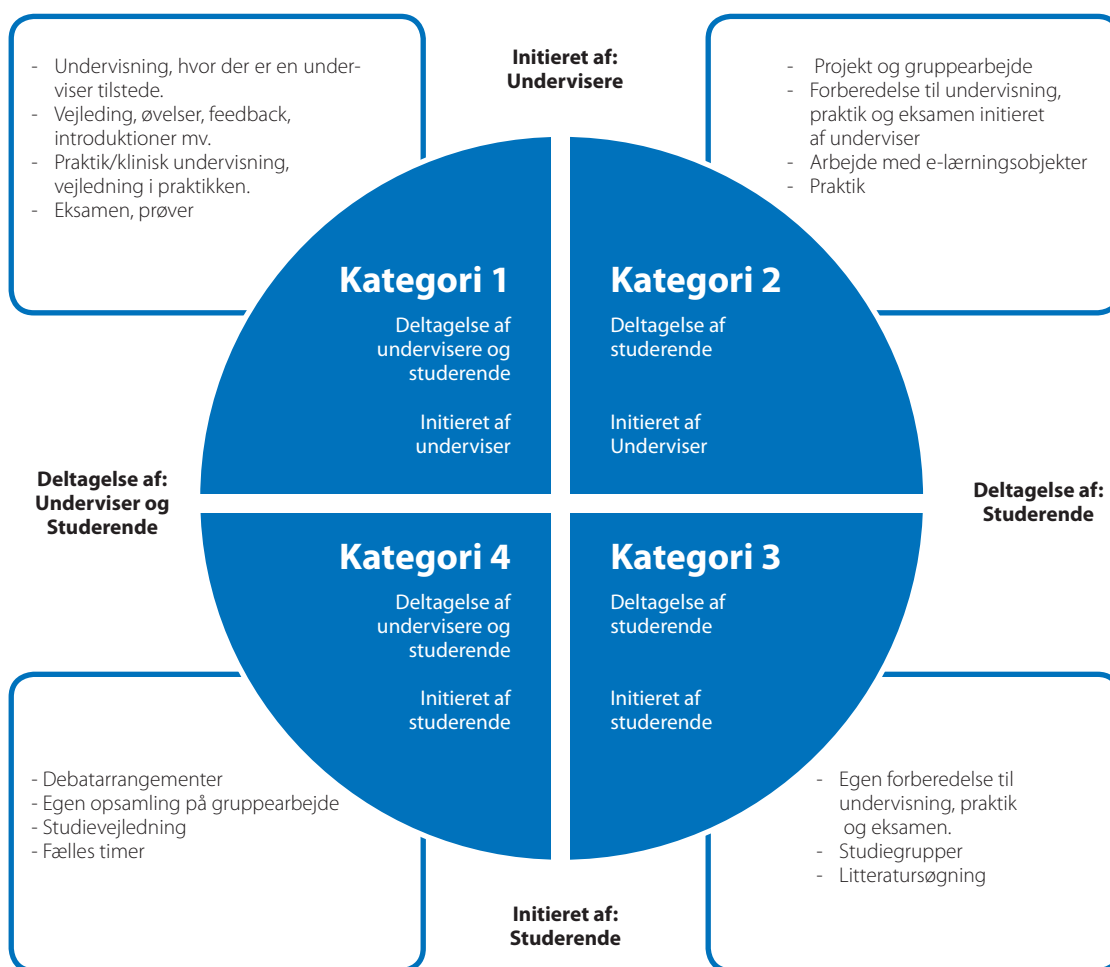 - Undervisning, hvor der er en under-
viser tilstede.
- Vejleding, øvelser, feedback,
introduktioner mv.
- Praktik/klinisk undervisning,
vejledning i praktikken.
- Eksamen, prøver
Initieret af:
Undervisere
- Projekt og gruppearbejde
- Forberedelse til undervisning,
praktik og eksamen initieret
af underviser
- Arbejde med e-lærningsobjekter
- Praktik
Kategori 1
Deltagelse af
undervisere og
studerende
Initieret af
underviser
Kategori 2
Deltagelse af
studerende
Initieret af
Underviser
Deltagelse af:
Underviser og
Studerende
Deltagelse af:
Studerende
Kategori 4
Deltagelse af
undervisere og
studerende
Initieret af
studerende
Kategori 3
Deltagelse af
studerende
Initieret af
studerende
- Debatarrangementer
- Egen opsamling på gruppearbejde
- Studievejledning
- Fælles timer
- Egen forberedelse til
undervisning, praktik
og eksamen.
- Studiegrupper
- Litteratursøgning
Initieret af:
Studerende